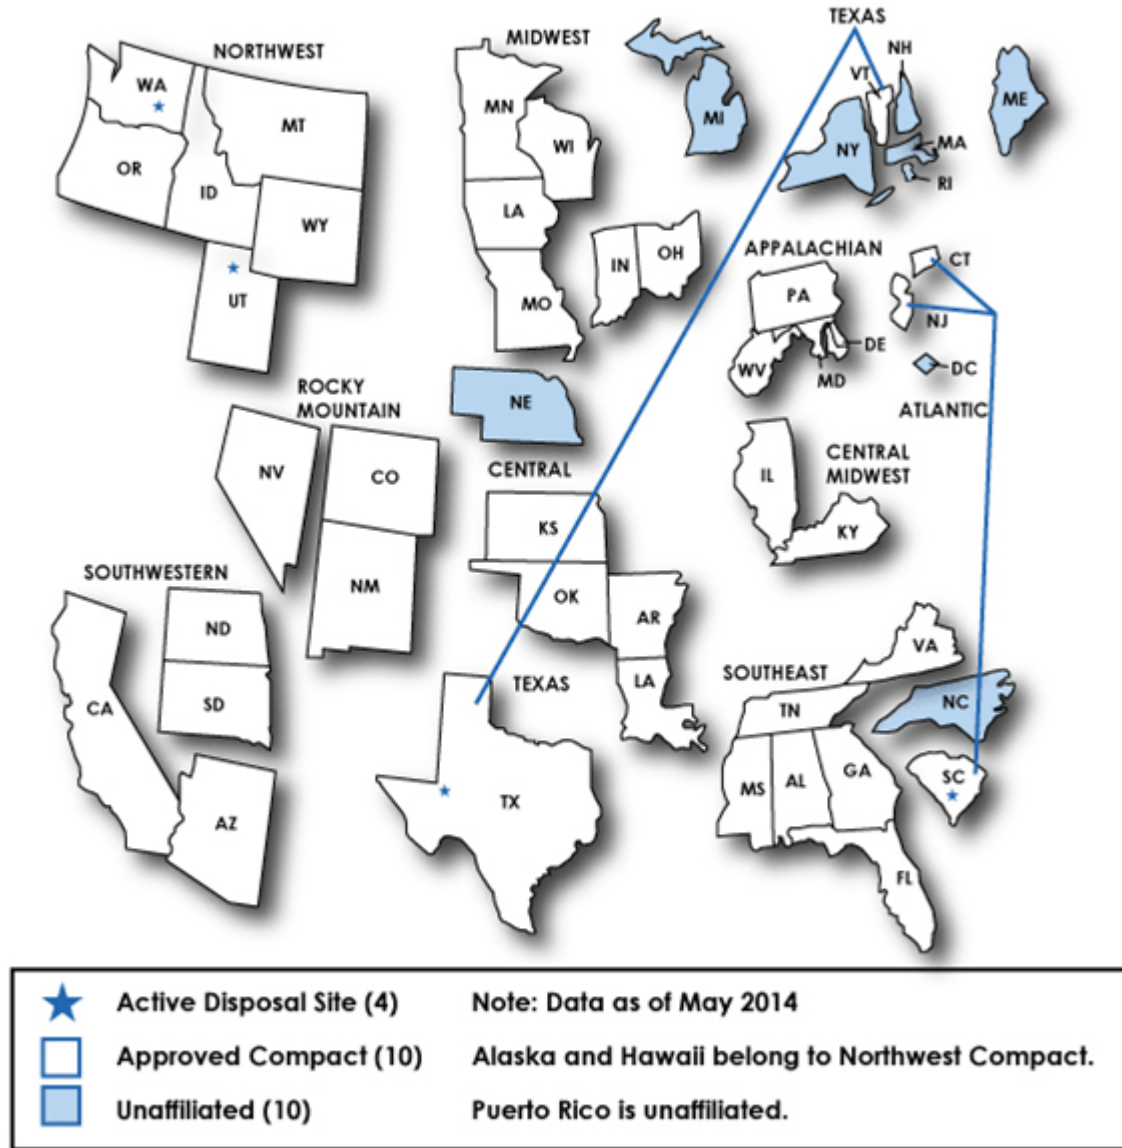 TEXAS
NORTHWEST
MIDWEST
NH
VT
WA
MT
MN
WI
MI
NY
MA
RI
ME
OR
ID
WY
LA
IN
OH
APPALACHIAN
CT
UT
MO
PA
NJ
DE
WV
MD
DC
ROCKY
MOUNTAIN
NE
ATLANTIC
NV
CO
CENTRAL
IL
CENTRAL
MIDWEST
KS
KY
SOUTHWESTERN
NM
OK
AR
ND
VA
CA
SD
TEXAS
LA
SOUTHEAST
TN
NC
AZ
TX
MS
AL
GA
SC
FL
Active Disposal Site (4) Note: Data as of May 2014
Approved Compact (10) Alaska and Hawaii belong to Northwest Compact.
Unaffiliated (10) Puerto Rico is unaffiliated.